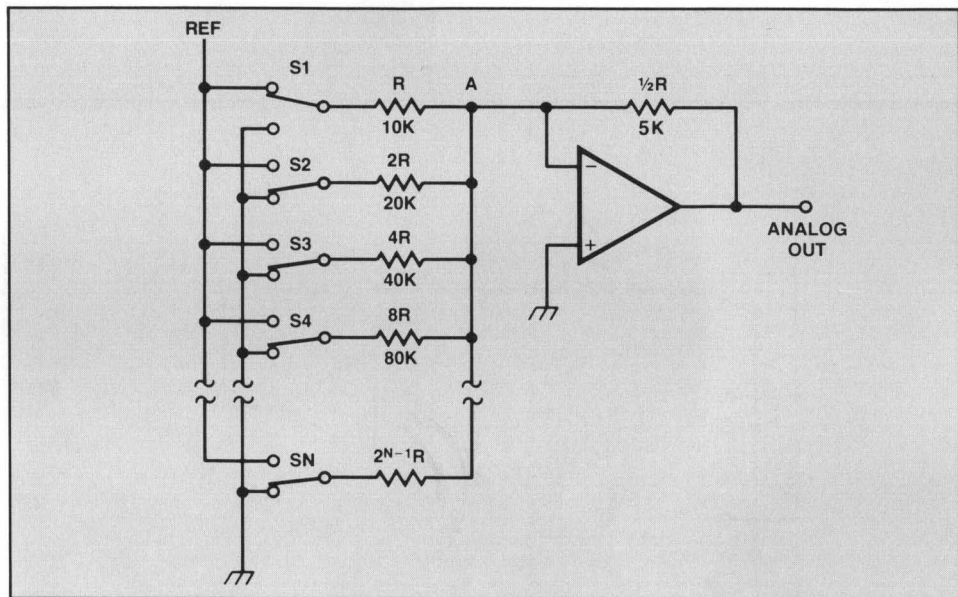 REF
S1
R
10K
A
½R
5K
S2
2R
20K
−
+
ANALOG
OUT
S3
4R
40K
S4
8R
80K
SN
2ᴺ⁻¹R